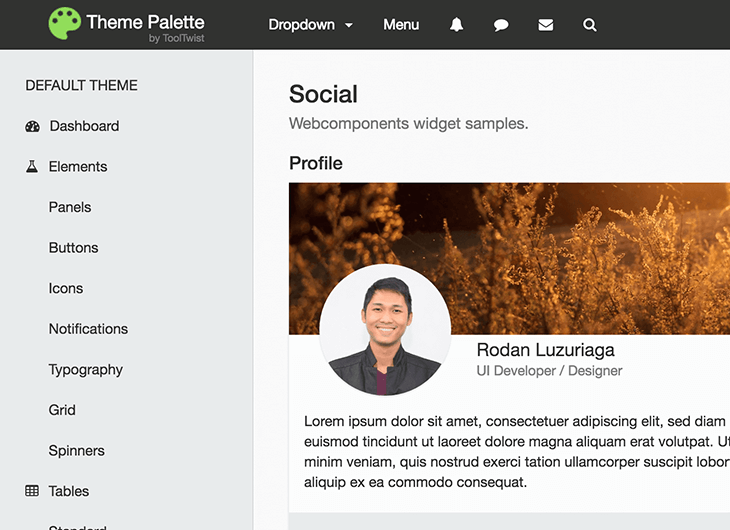 Theme Palette
by ToolTwist
Dropdown
Menu
DEFAULT THEME
Dashboard
Elements
Panels
Buttons
Icons
Notifications
Typography
Grid
Spinners
Tables
Standard
Social
Webcomponents widget samples.
Profile
Rodan Luzuriaga
UI Developer / Designer
Lorem ipsum dolor sit amet, consectetuer adipiscing elit, sed diam
euismod tincidunt ut laoreet dolore magna aliquam erat volutpat. Ut
minim veniam, quis nostrud exerci tation ullamcorper suscipit lobor
aliquip ex ea commodo consequat.